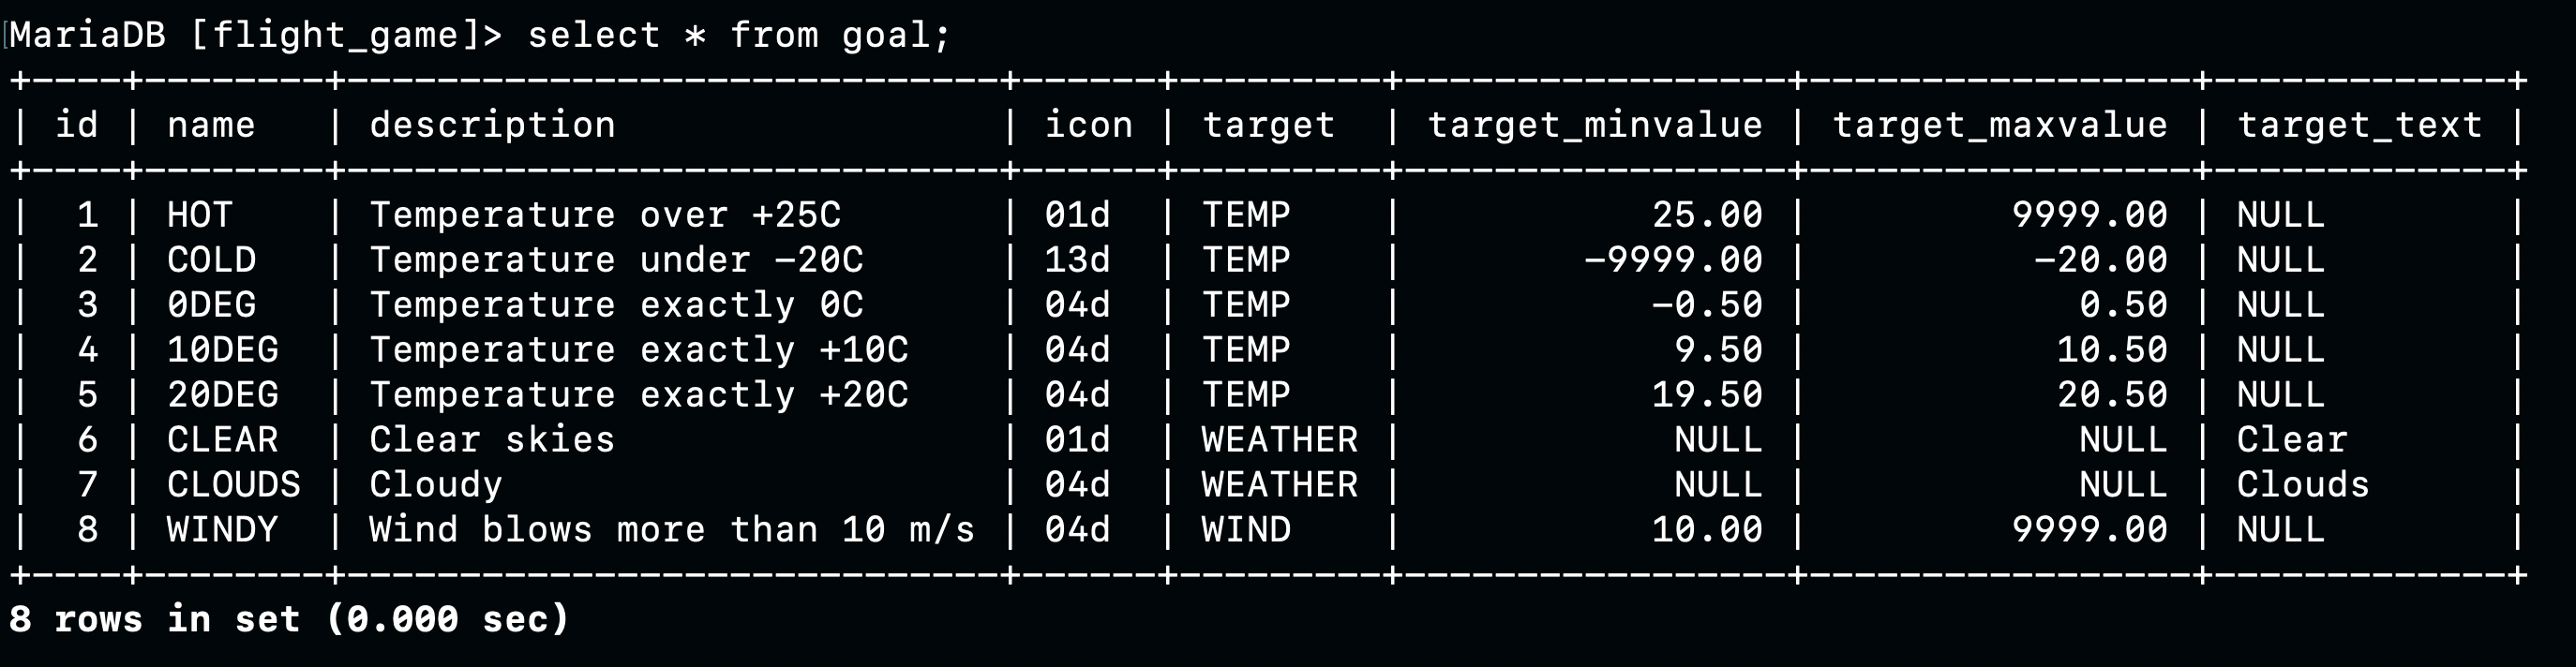 MariaDB [flight_game]> select * from goal;
+----+--------+-----------------------------+------+---------+-----------------+-----------------+-------------+
| id | name   | description                 | icon | target  | target_minvalue | target_maxvalue | target_text |
+----+--------+-----------------------------+------+---------+-----------------+-----------------+-------------+
|  1 | HOT    | Temperature over +25C       | 01d  | TEMP    |           25.00 |         9999.00 | NULL        |
|  2 | COLD   | Temperature under -20C      | 13d  | TEMP    |        -9999.00 |          -20.00 | NULL        |
|  3 | 0DEG   | Temperature exactly 0C      | 04d  | TEMP    |           -0.50 |            0.50 | NULL        |
|  4 | 10DEG  | Temperature exactly +10C    | 04d  | TEMP    |            9.50 |           10.50 | NULL        |
|  5 | 20DEG  | Temperature exactly +20C    | 04d  | TEMP    |           19.50 |           20.50 | NULL        |
|  6 | CLEAR  | Clear skies                 | 01d  | WEATHER |            NULL |            NULL | Clear       |
|  7 | CLOUDS | Cloudy                      | 04d  | WEATHER |            NULL |            NULL | Clouds      |
|  8 | WINDY  | Wind blows more than 10 m/s | 04d  | WIND    |           10.00 |         9999.00 | NULL        |
+----+--------+-----------------------------+------+---------+-----------------+-----------------+-------------+
8 rows in set (0.000 sec)